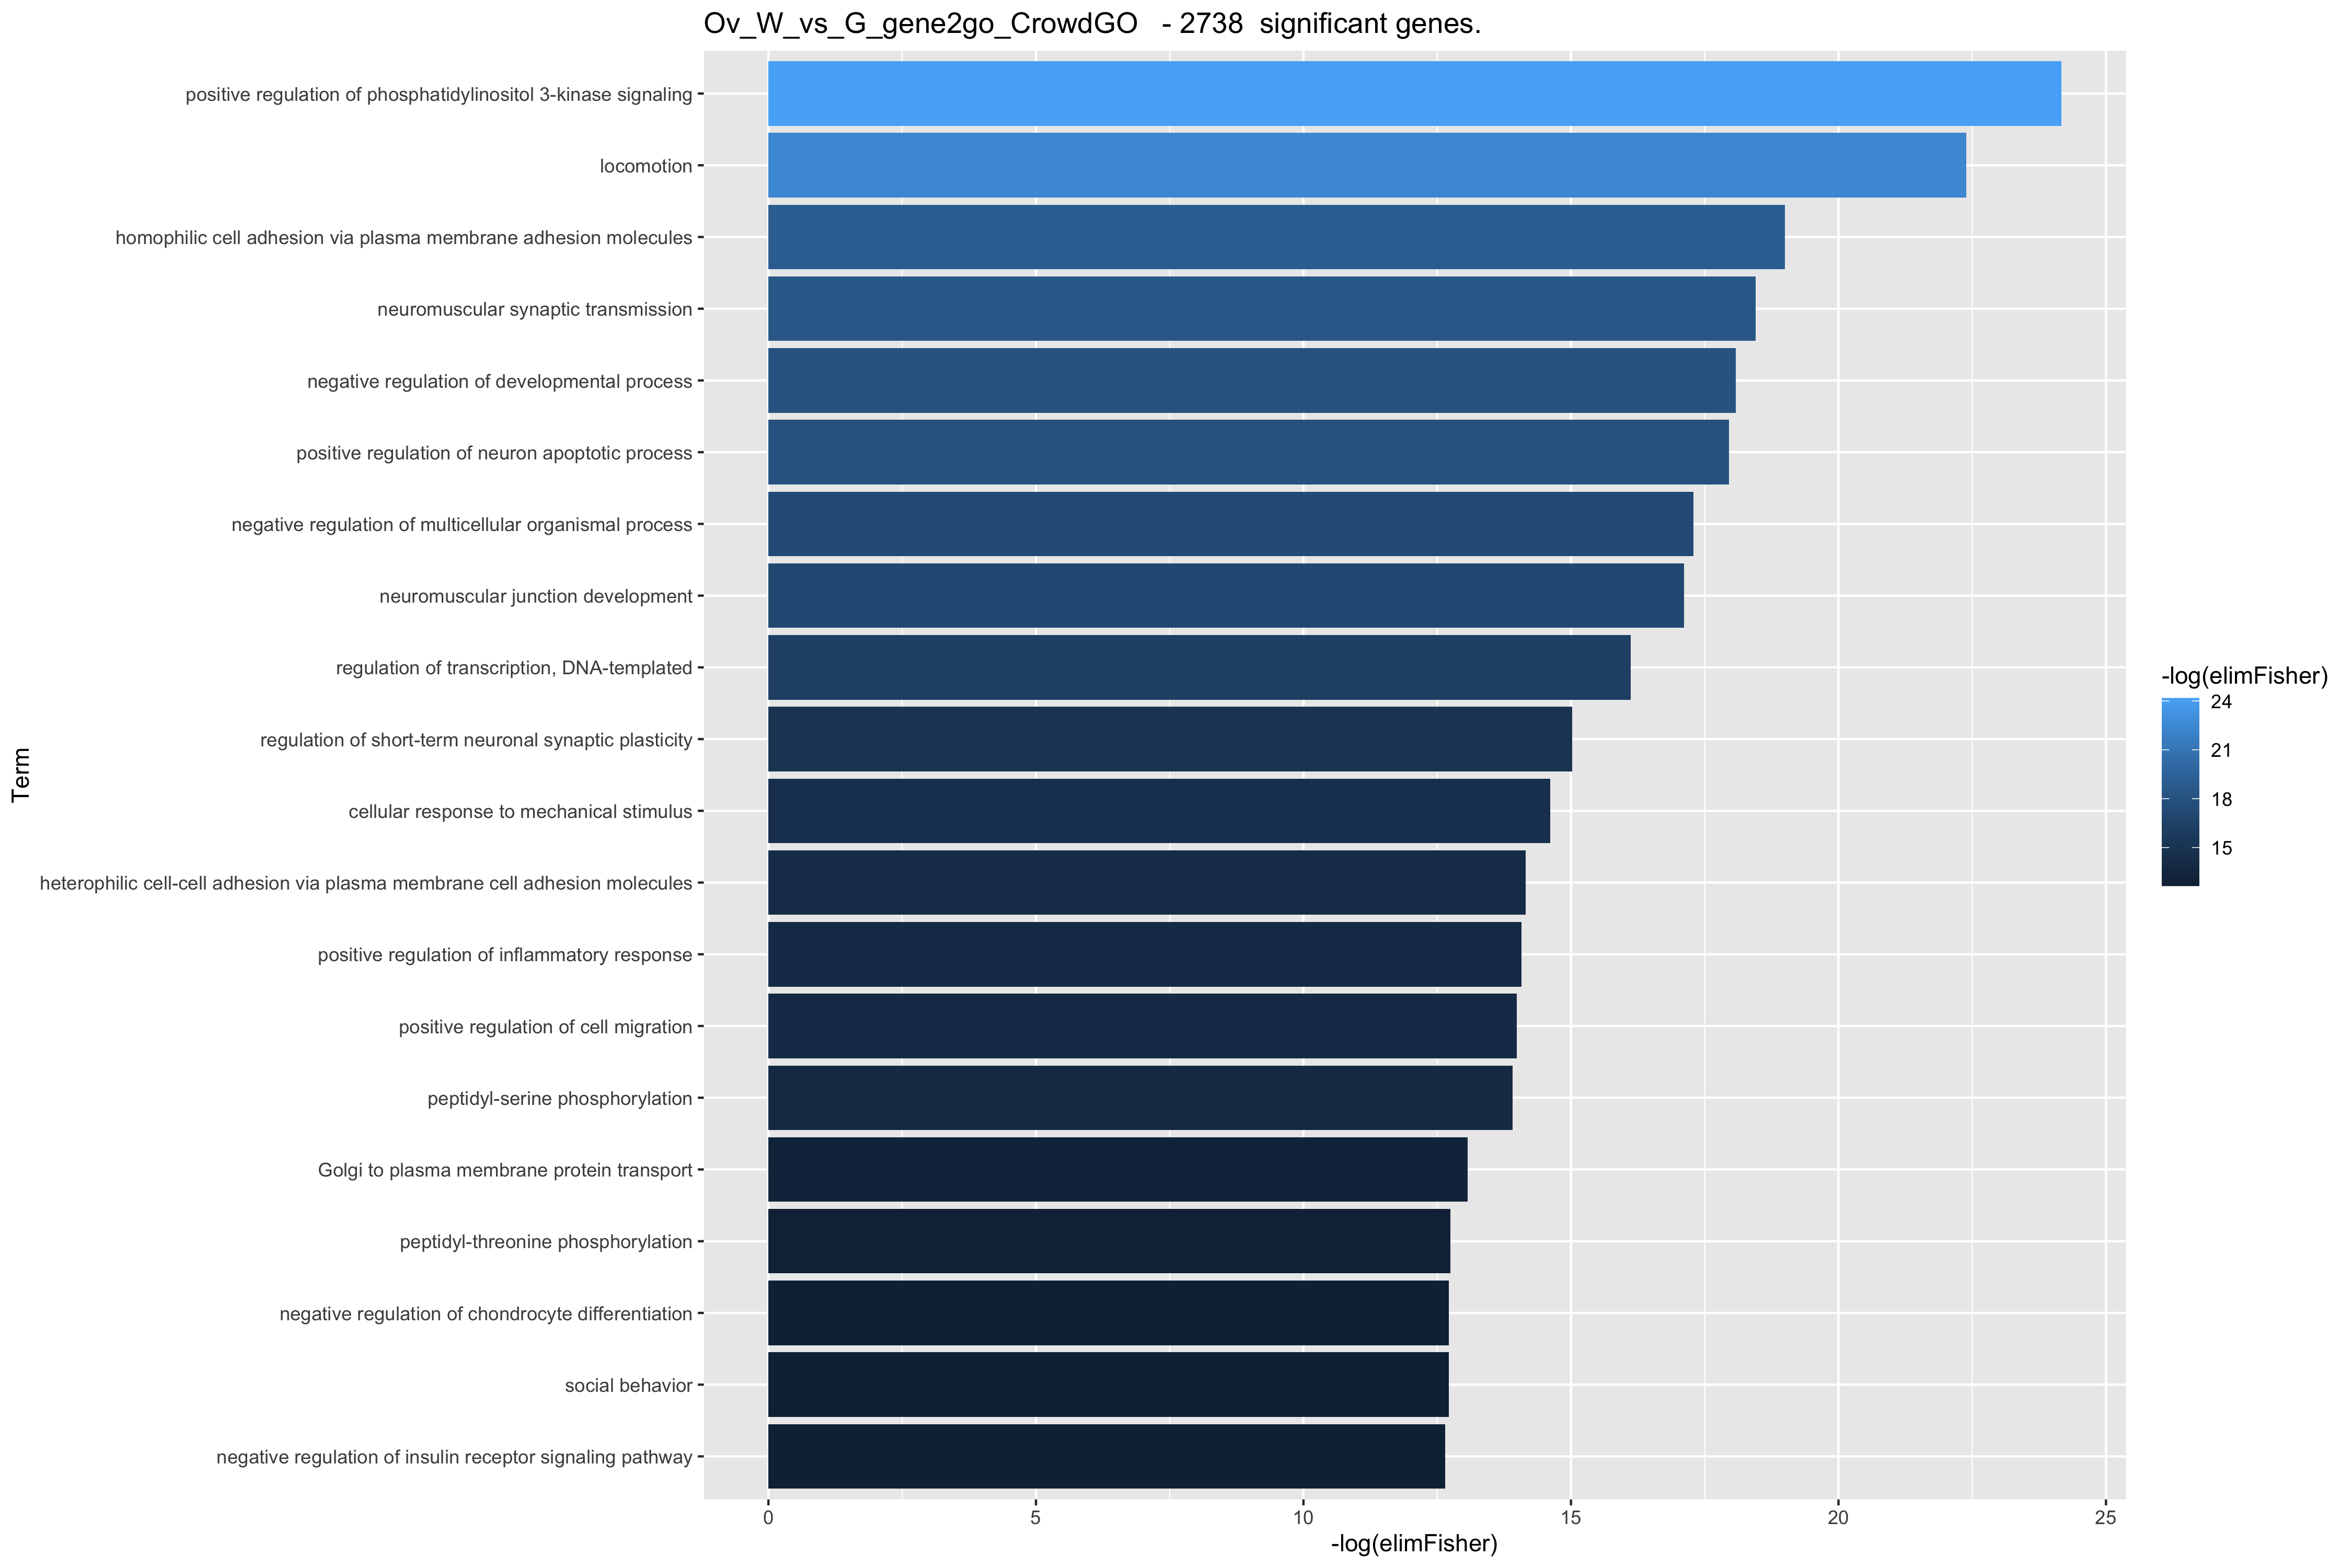 Ov_W_vs_G_gene2go_CrowdGO - 2738 significant genes.
positive regulation of phosphatidylinositol 3-kinase signaling
locomotion
homophilic cell adhesion via plasma membrane adhesion molecules
neuromuscular synaptic transmission
negative regulation of developmental process
positive regulation of neuron apoptotic process
negative regulation of multicellular organismal process
neuromuscular junction development
regulation of transcription, DNA-templated
regulation of short-term neuronal synaptic plasticity
cellular response to mechanical stimulus
heterophilic cell-cell adhesion via plasma membrane cell adhesion molecules
positive regulation of inflammatory response
positive regulation of cell migration
peptidyl-serine phosphorylation
Golgi to plasma membrane protein transport
peptidyl-threonine phosphorylation
negative regulation of chondrocyte differentiation
social behavior
negative regulation of insulin receptor signaling pathway
Term
0 5 10 15 20 25
-log(elimFisher)
-log(elimFisher)
24
21
18
15